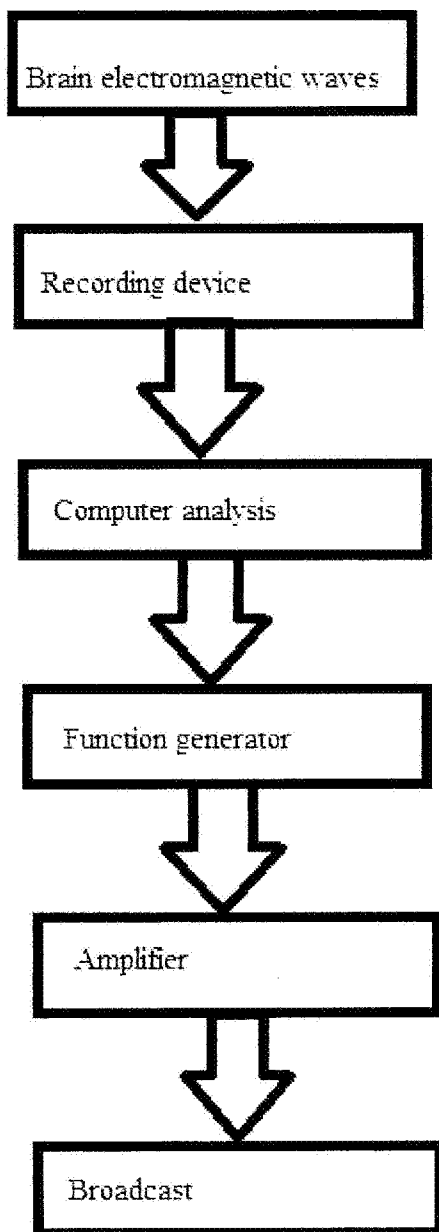 Brain electromagnetic waves
Recording device
Computer analysis
Function generator
Amplifier
Broadcast